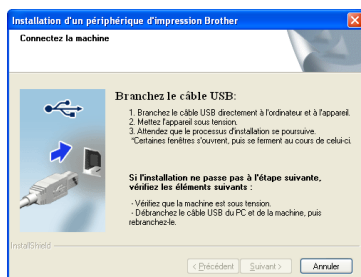 Installation d'un périphérique d'impression Brother
Connectez la machine
Branchez le câble USB:
1. Branchez le câble USB directement à l'ordinateur et à l'appareil.
2. Mettez l'appareil sous tension.
3. Attendez que le processus d'installation se poursuive.
*Certaines fenêtres s'ouvrent, puis se ferment au cours de celui-ci.
Si l'installation ne passe pas à l'étape suivante,
vérifiez les éléments suivants :
- Vérifiez que la machine est sous tension.
- Débranchez le câble USB du PC et de la machine, puis
rebranchez-le.
InstallShield
< Précédent Suivant > Annuler